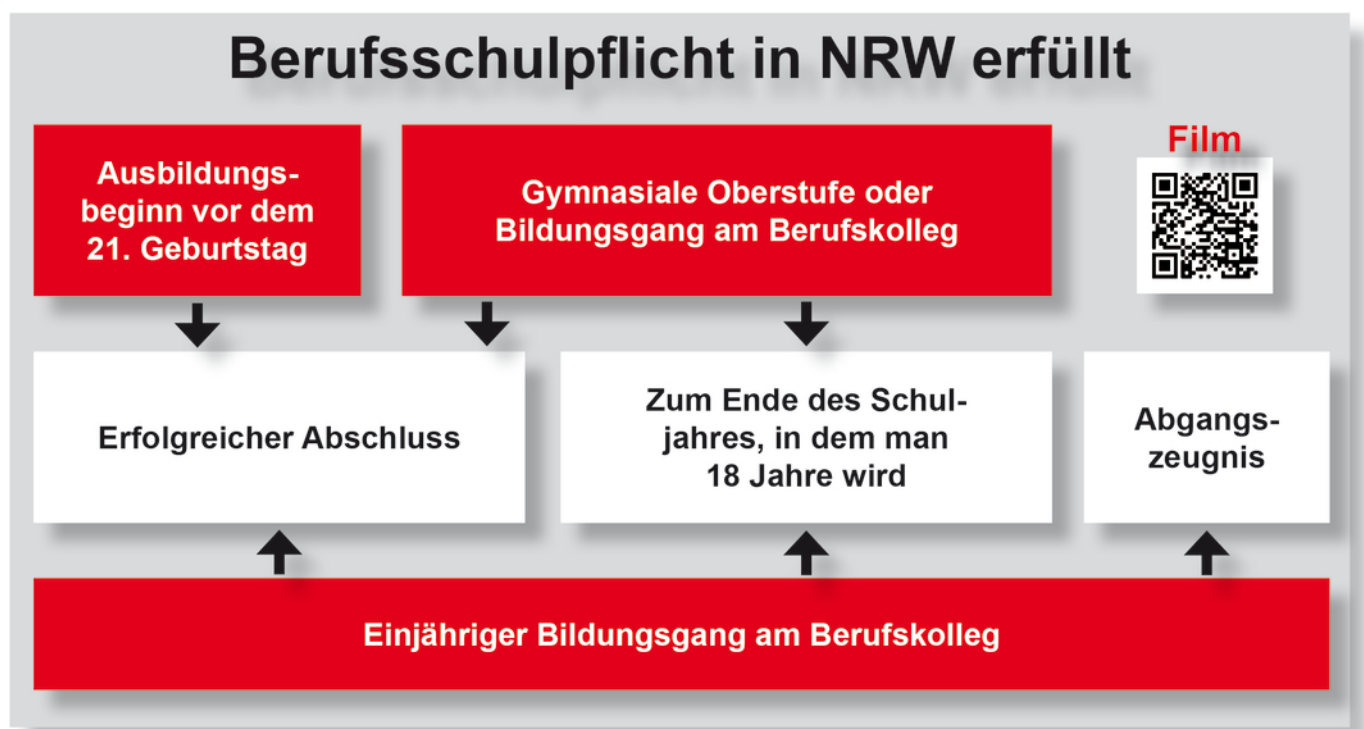 Berufsschulpflicht in NRW erfüllt
Ausbildungs-
beginn vor dem
21. Geburtstag
Gymnasiale Oberstufe oder
Bildungsgang am Berufskolleg
Film
Erfolgreicher Abschluss
Zum Ende des Schul-
jahres, in dem man
18 Jahre wird
Abgangs-
zeugnis
Einjähriger Bildungsgang am Berufskolleg